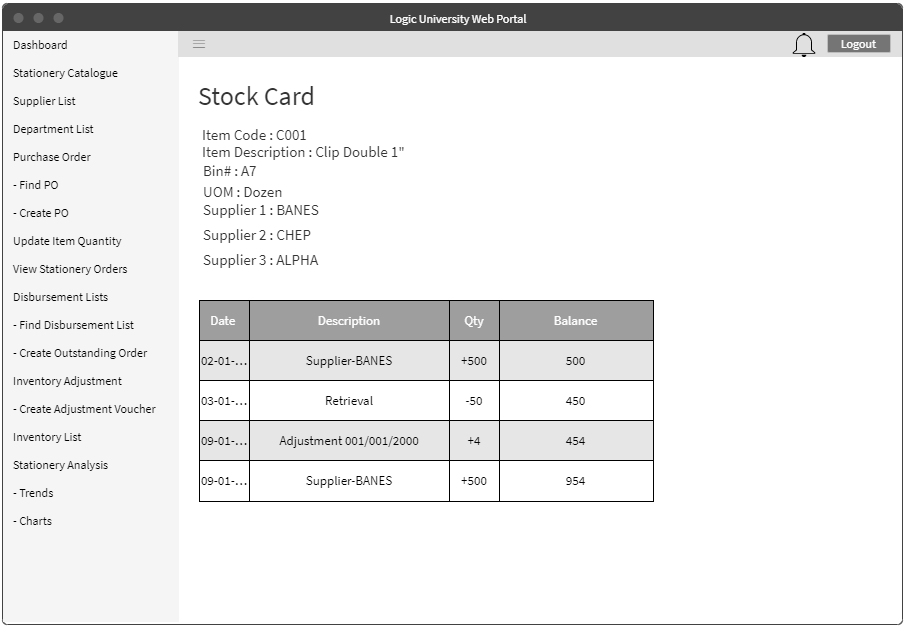 Logic University Web Portal
Logout
Dashboard
Stationery Catalogue
Supplier List
Department List
Purchase Order
- Find PO
- Create PO
Update Item Quantity
View Stationery Orders
Disbursement Lists
- Find Disbursement List
- Create Outstanding Order
Inventory Adjustment
- Create Adjustment Voucher
Inventory List
Stationery Analysis
- Trends
- Charts
Stock Card
Item Code : C001
Item Description : Clip Double 1"
Bin# : A7
UOM : Dozen
Supplier 1 : BANES
Supplier 2 : CHEP
Supplier 3 : ALPHA
Date Description Qty Balance
02-01-... Supplier-BANES +500 500
03-01-... Retrieval -50 450
09-01-... Adjustment 001/001/2000 +4 454
09-01-... Supplier-BANES +500 954